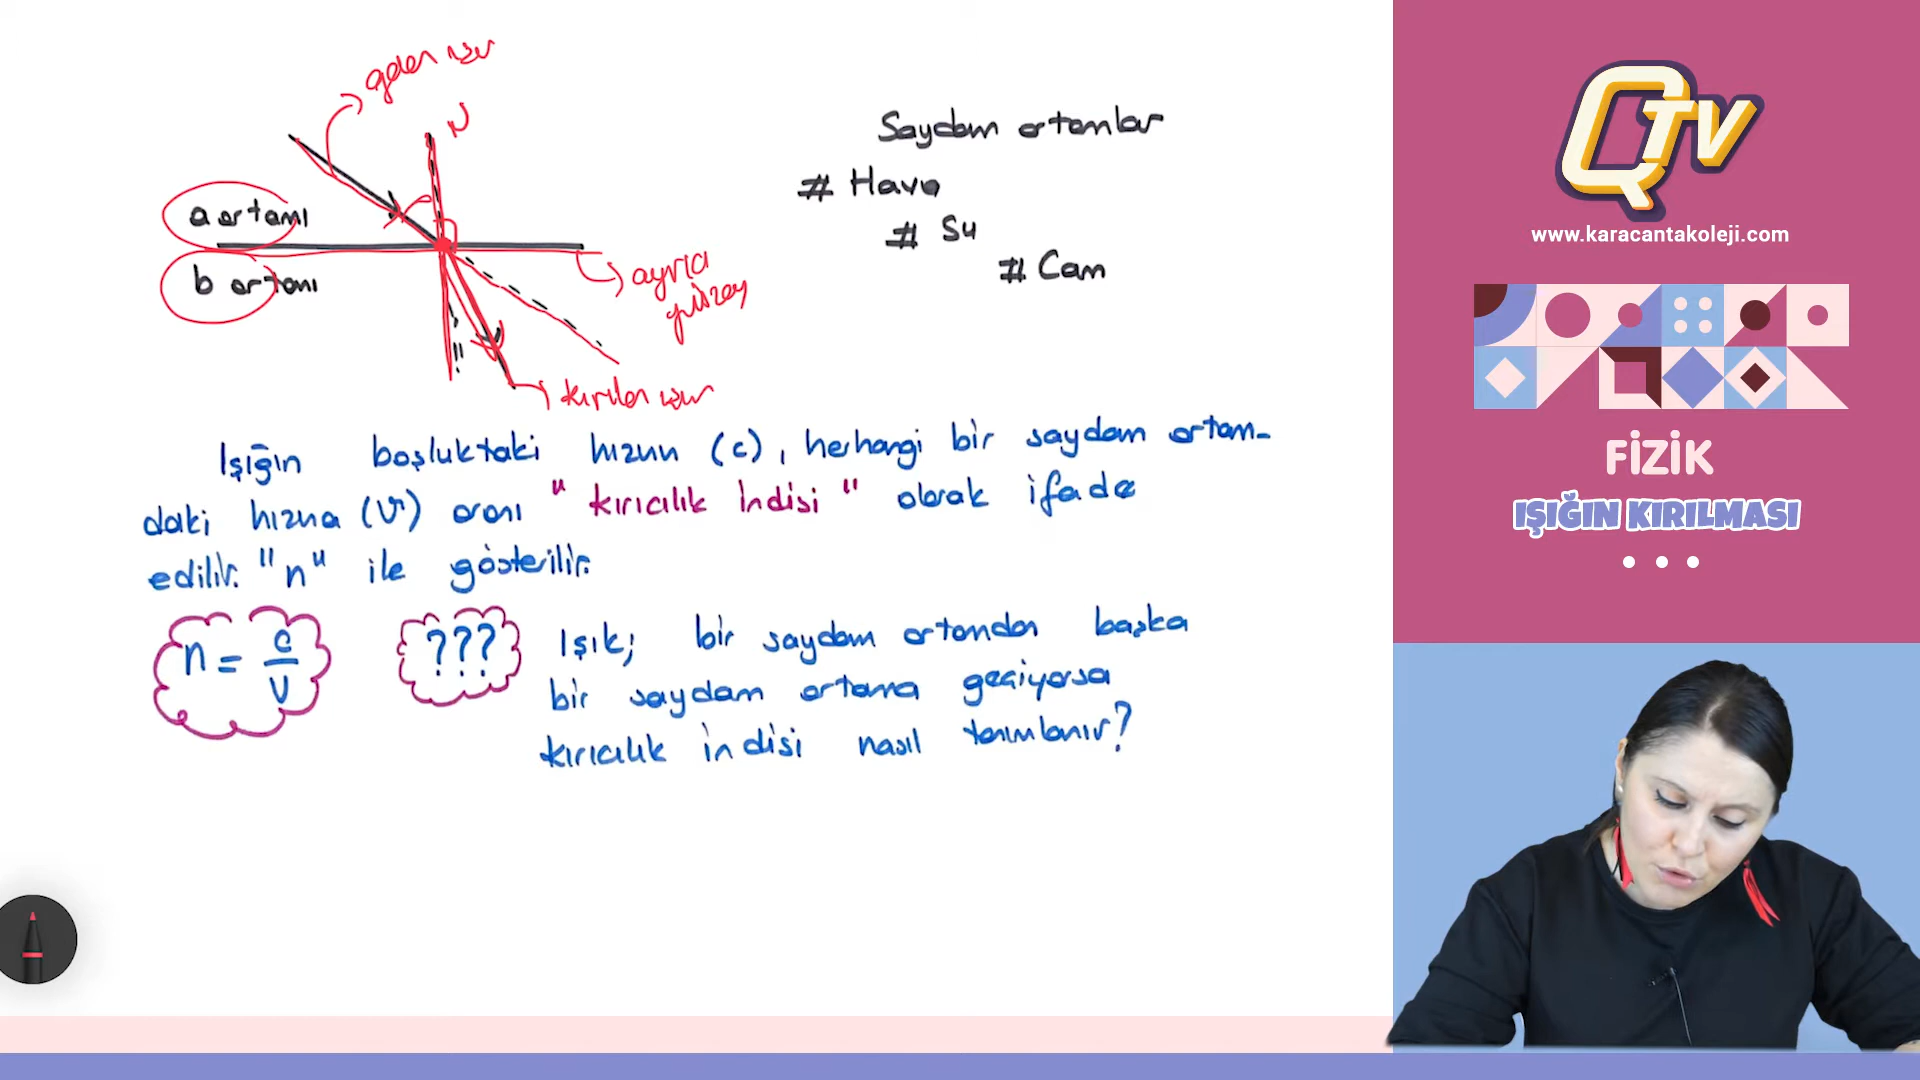 gelen ışın
N
Saydam ortamlar
# Hava
a ortamı
# Su
# Cam
b ortamı
ayırıcı
yüzey
kırılan ışın
Işığın boşluktaki hızının (c), herhangi bir saydam ortam-
daki hızına (v) oranı "kırıcılık indisi" olarak ifade
edilir. "n" ile gösterilir.
n = c/v
???
Işık; bir saydam ortamdan başka
bir saydam ortama geçiyorsa
kırıcılık indisi nasıl tanımlanır?
QTV
www.karacantakoleji.com
FİZİK
IŞIĞIN KIRILMASI